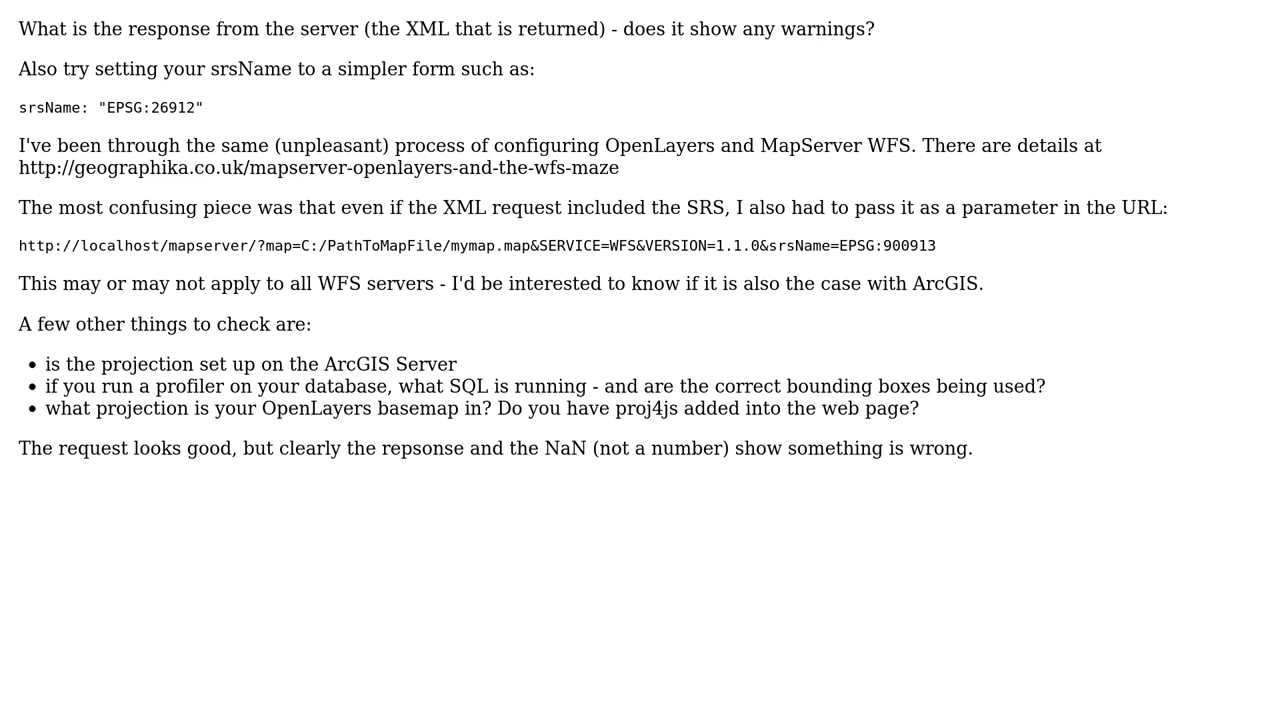 What is the response from the server (the XML that is returned) - does it show any warnings?
Also try setting your srsName to a simpler form such as:
srsName: "EPSG:26912"
I've been through the same (unpleasant) process of configuring OpenLayers and MapServer WFS. There are details at
http://geographika.co.uk/mapserver-openlayers-and-the-wfs-maze
The most confusing piece was that even if the XML request included the SRS, I also had to pass it as a parameter in the URL:
http://localhost/mapserver/?map=C:/PathToMapFile/mymap.map&SERVICE=WFS&VERSION=1.1.0&srsName=EPSG:900913
This may or may not apply to all WFS servers - I'd be interested to know if it is also the case with ArcGIS.
A few other things to check are:
• is the projection set up on the ArcGIS Server
• if you run a profiler on your database, what SQL is running - and are the correct bounding boxes being used?
• what projection is your OpenLayers basemap in? Do you have proj4js added into the web page?
The request looks good, but clearly the repsonse and the NaN (not a number) show something is wrong.